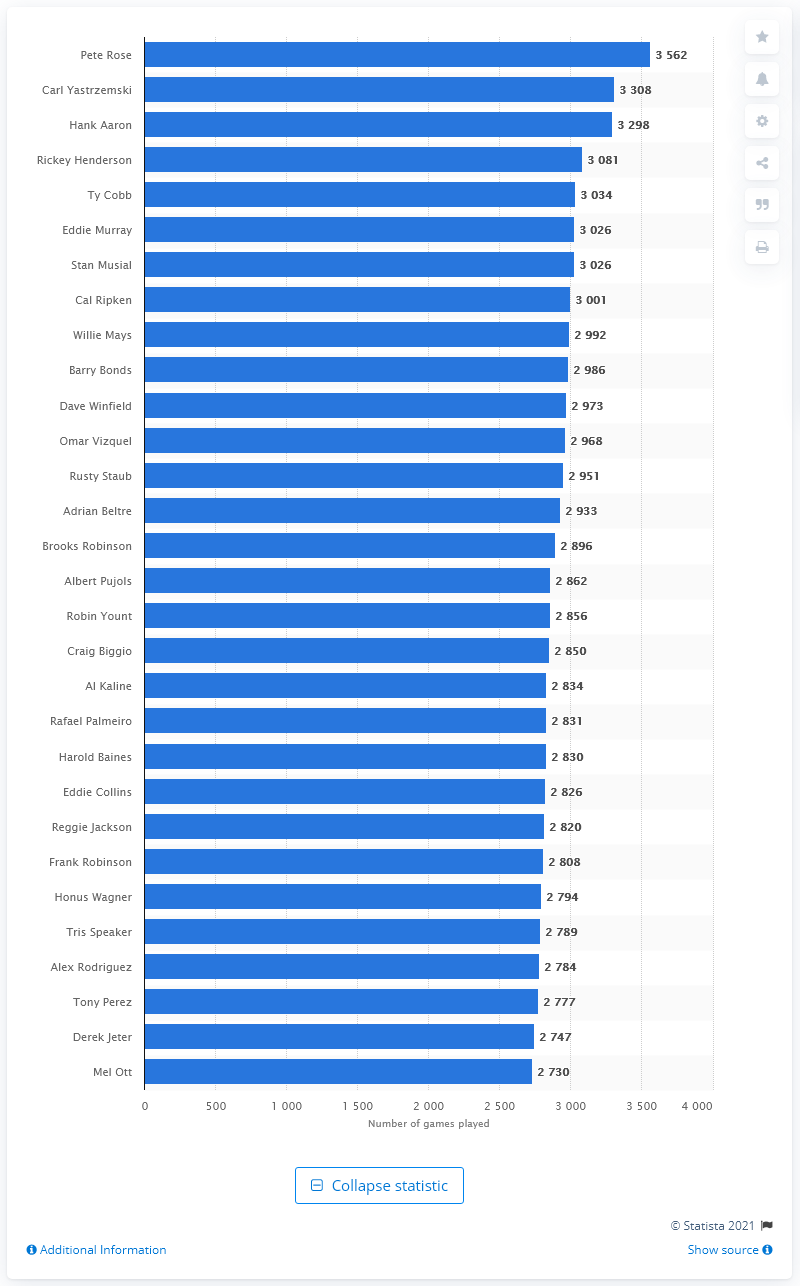 Pete Rose 3 562
Carl Yastrzemski 3 308
Hank Aaron 3 298
Rickey Henderson 3 081
Ty Cobb 3 034
Eddie Murray 3 026
Stan Musial 3 026
Cal Ripken 3 001
Willie Mays 2 992
Barry Bonds 2 986
Dave Winfield 2 973
Omar Vizquel 2 968
Rusty Staub 2 951
Adrian Beltre 2 933
Brooks Robinson 2 896
Albert Pujols 2 862
Robin Yount 2 856
Craig Biggio 2 850
Al Kaline 2 834
Rafael Palmeiro 2 831
Harold Baines 2 830
Eddie Collins 2 826
Reggie Jackson 2 820
Frank Robinson 2 808
Honus Wagner 2 794
Tris Speaker 2 789
Alex Rodriguez 2 784
Tony Perez 2 777
Derek Jeter 2 747
Mel Ott 2 730
0 500 1 000 1 500 2 000 2 500 3 000 3 500 4 000
Number of games played
Collapse statistic
© Statista 2021
Additional Information Show source